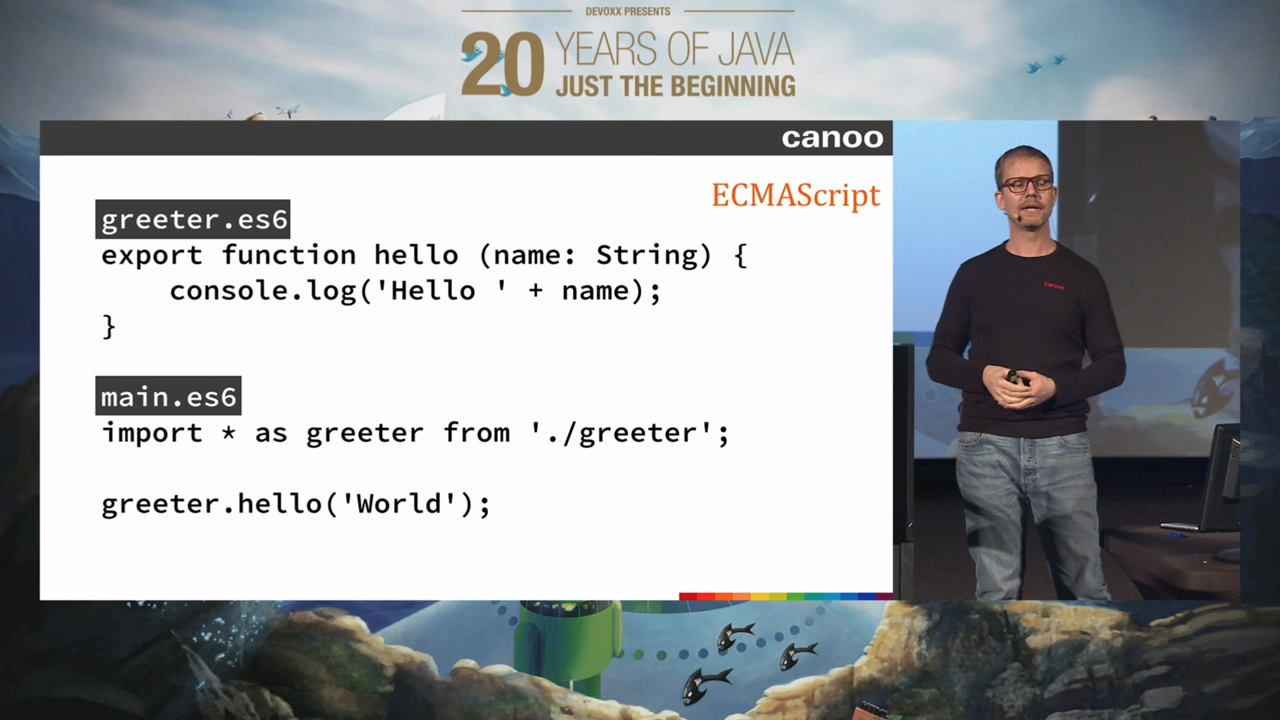 DEVOXX PRESENTS
20 YEARS OF JAVA
JUST THE BEGINNING
canoo
ECMAScript
greeter.es6
export function hello (name: String) {
    console.log('Hello ' + name);
}
main.es6
import * as greeter from './greeter';
greeter.hello('World');
canoo